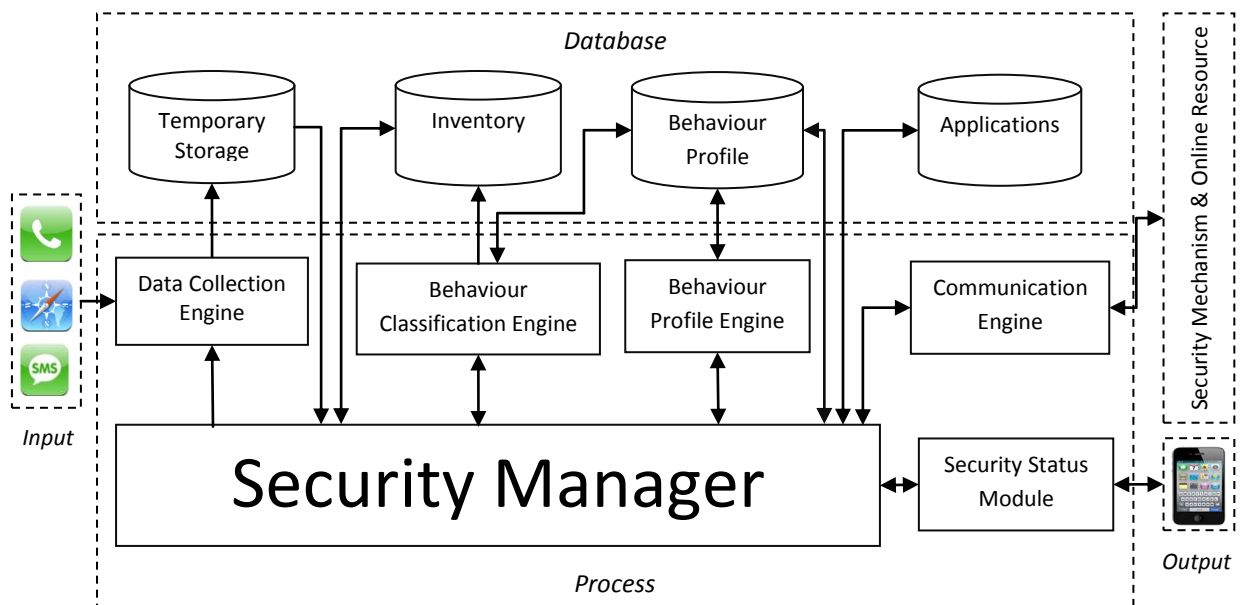 Database
Temporary
Storage
Inventory
Behaviour
Profile
Applications
Security Mechanism & Online Resource
Data Collection
Engine
Behaviour
Classification Engine
Behaviour
Profile Engine
Communication
Engine
SMS
Input
Security Manager
Security Status
Module
Process
Output